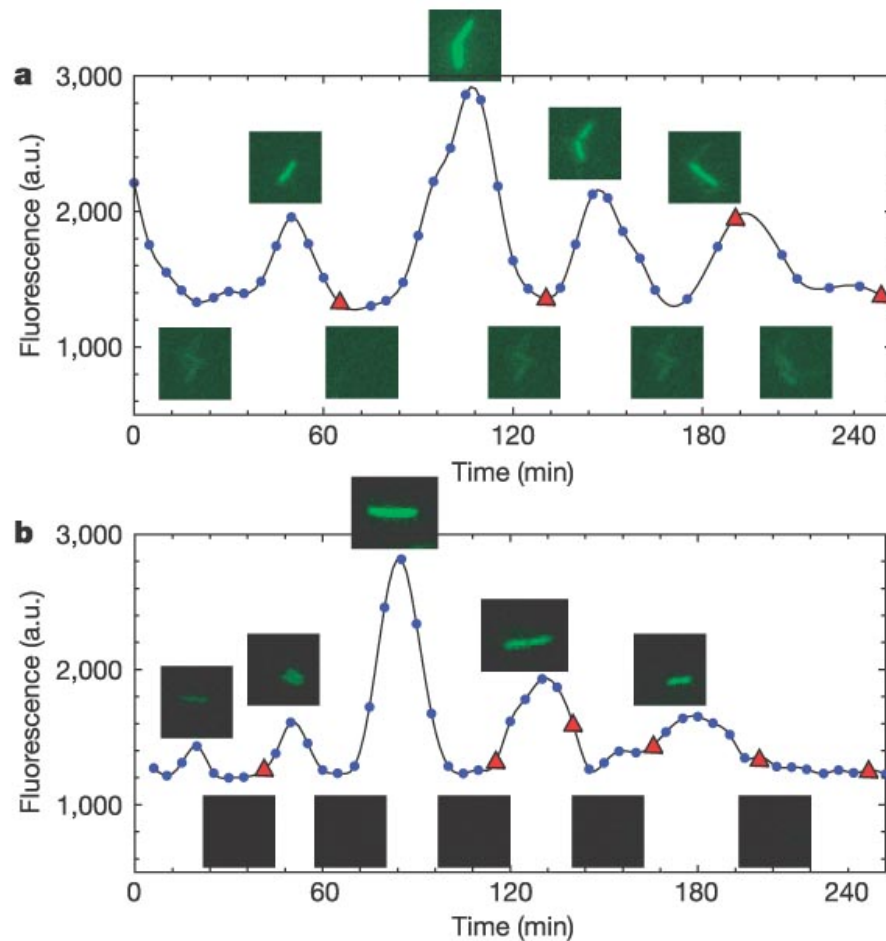 a
3,000
2,000
1,000
Fluorescence (a.u.)
0 60 120 180 240
Time (min)
b
3,000
2,000
1,000
Fluorescence (a.u.)
0 60 120 180 240
Time (min)